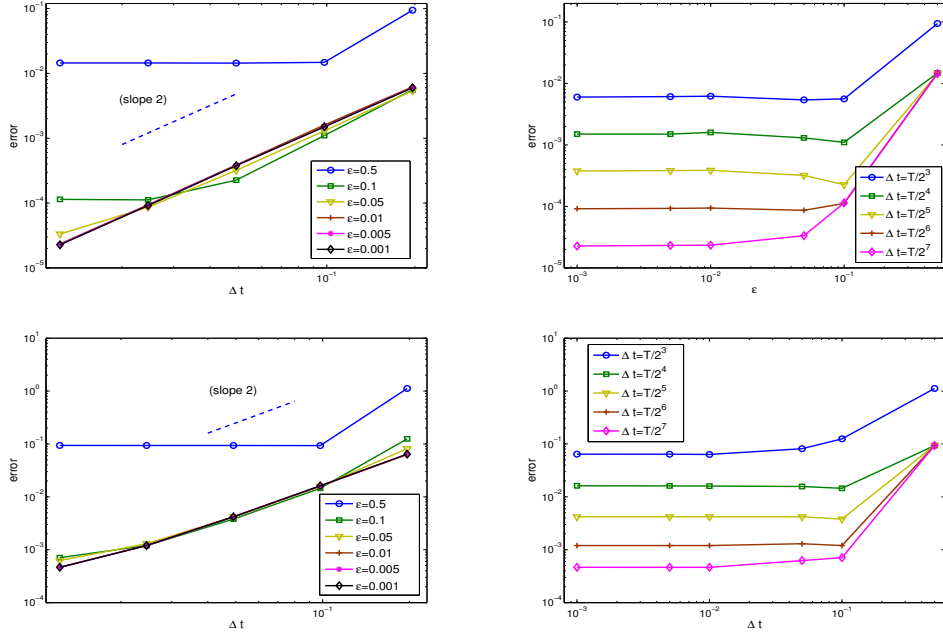 10^-1
10^-2
10^-3
10^-4
10^-5
error
(slope 2)
ε=0.5
ε=0.1
ε=0.05
ε=0.01
ε=0.005
ε=0.001
10^-1
Δ t
10^-1
10^-2
10^-3
10^-4
10^-5
error
Δ t=T/2^3
Δ t=T/2^4
Δ t=T/2^5
Δ t=T/2^6
Δ t=T/2^7
10^-3
10^-2
10^-1
ε
10^1
10^0
10^-1
10^-2
10^-3
10^-4
error
(slope 2)
ε=0.5
ε=0.1
ε=0.05
ε=0.01
ε=0.005
ε=0.001
10^-1
Δ t
10^1
10^0
10^-1
10^-2
10^-3
10^-4
error
Δ t=T/2^3
Δ t=T/2^4
Δ t=T/2^5
Δ t=T/2^6
Δ t=T/2^7
10^-3
10^-2
10^-1
ε